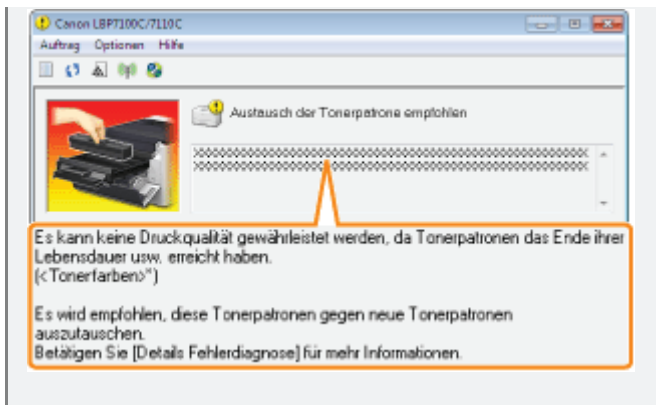 Canon LBP7100C/7110C
Auftrag Optionen Hilfe
Austausch der Tonerpatrone empfohlen
xxxxxxxxxxxxxxxxxxxxxxxxxxxxxxxxxxxxxxxxxxxxxxxxxxxxxxxxxxxxxxxxx
xxxxxxxxxxxxxxxxxxxxxxxxxxxxxxxxxxxxxxxxxxxxxxxxxxxxxxxxxxxxxxxxx
Es kann keine Druckqualität gewährleistet werden, da Tonerpatronen das Ende ihrer
Lebensdauer usw. erreicht haben.
(<Tonerfarben>*)
Es wird empfohlen, diese Tonerpatronen gegen neue Tonerpatronen
auszutauschen.
Betätigen Sie [Details Fehlerdiagnose] für mehr Informationen.